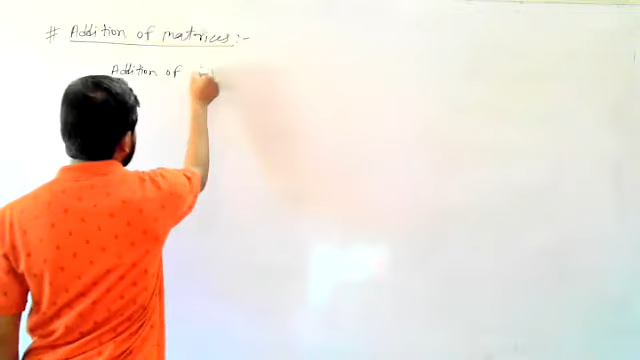 # Addition of matrices :-
Addition of